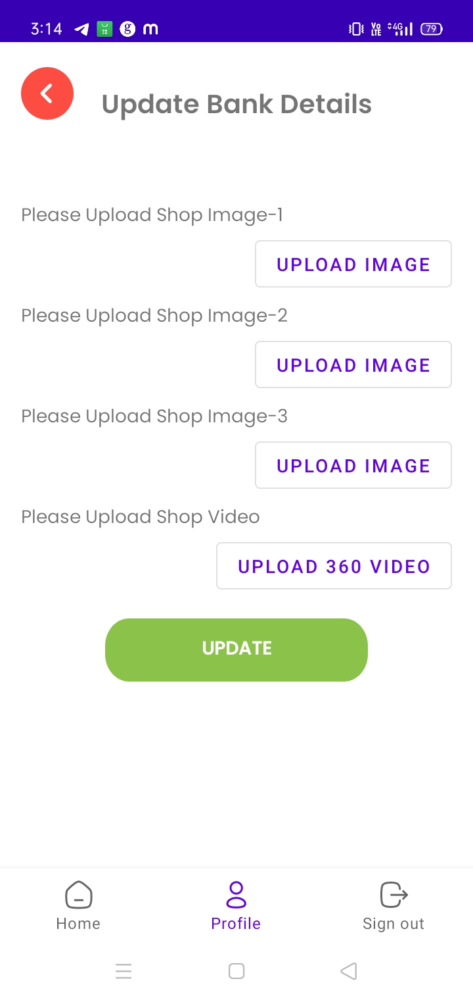 3:14 g m Vo LTE 4G 79
Update Bank Details
Please Upload Shop Image-1
UPLOAD IMAGE
Please Upload Shop Image-2
UPLOAD IMAGE
Please Upload Shop Image-3
UPLOAD IMAGE
Please Upload Shop Video
UPLOAD 360 VIDEO
UPDATE
Home Profile Sign out